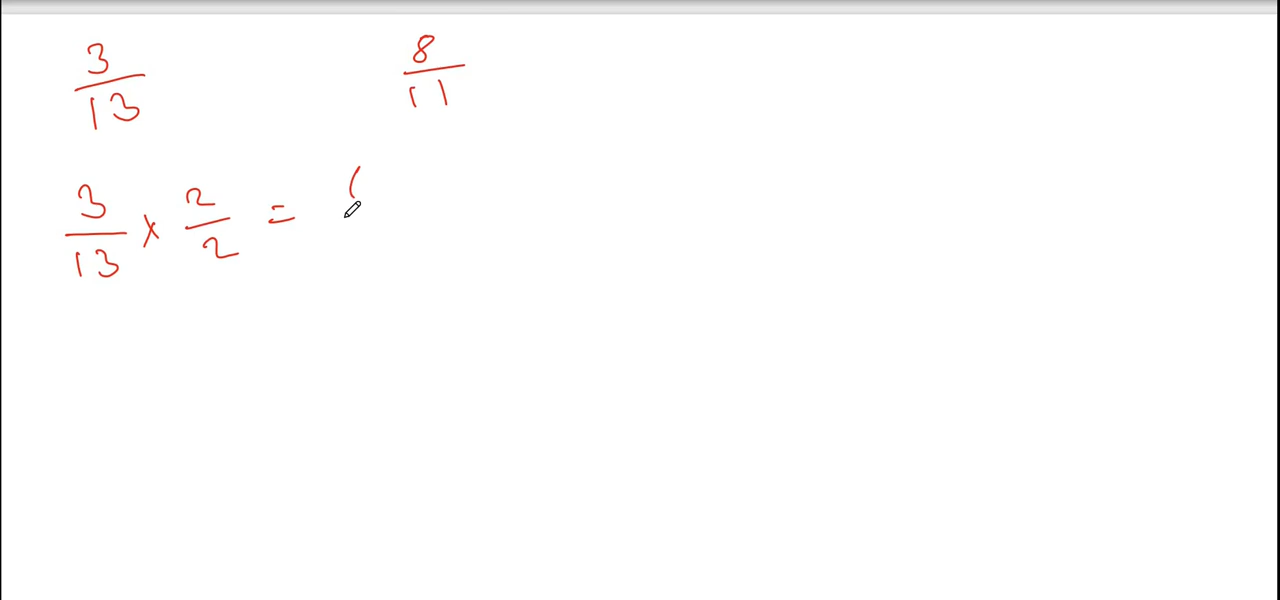 3/13 8/11
3/13 × 2/2 =